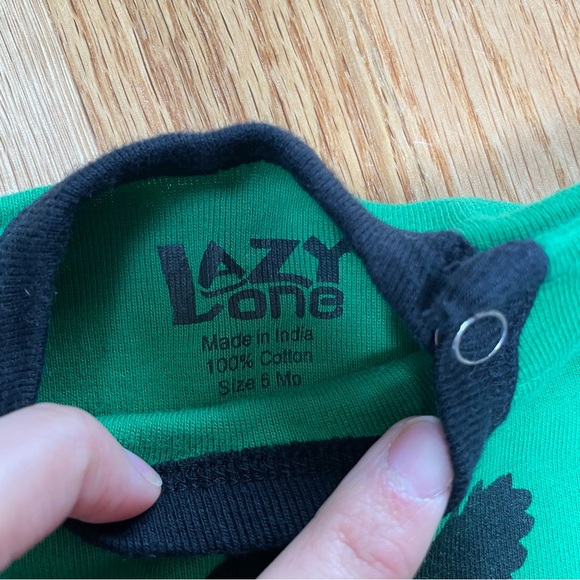 LAZY
one
Made in India
100% Cotton
Size 6 Mo